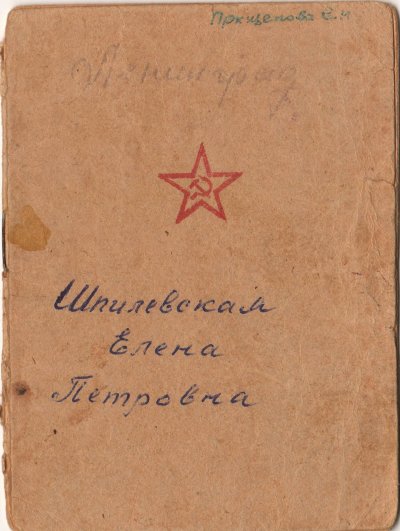 Прищепова Е.И
Ленинград
Шпилевская
Елена
Петровна